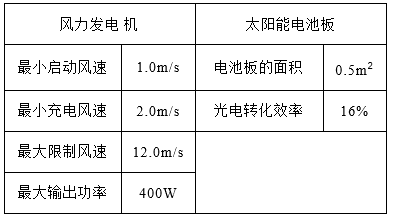 风力发电 机 太阳能电池板
最小启动风速 1.0m/s 电池板的面积 0.5m²
最小充电风速 2.0m/s 光电转化效率 16%
最大限制风速 12.0m/s
最大输出功率 400W